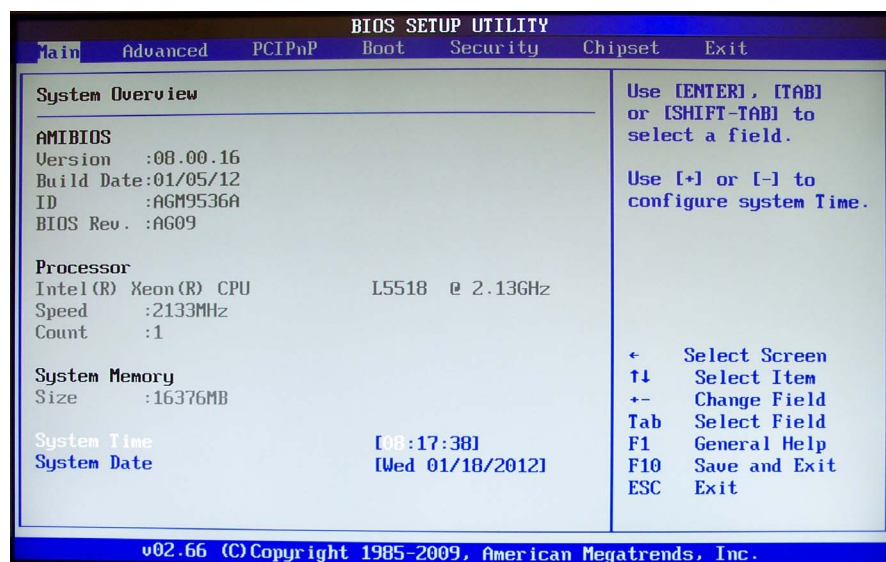 BIOS SETUP UTILITY
Main Advanced PCIPnP Boot Security Chipset Exit
System Overview
AMIBIOS
Version :08.00.16
Build Date:01/05/12
ID :AGM9536A
BIOS Rev. :AG09
Processor
Intel(R) Xeon(R) CPU L5518 @ 2.13GHz
Speed :2133MHz
Count :1
System Memory
Size :16376MB
System Time [08:17:38]
System Date [Wed 01/18/2012]
Use [ENTER], [TAB]
or [SHIFT-TAB] to
select a field.
Use [+] or [-] to
configure system Time.
← Select Screen
↑↓ Select Item
+- Change Field
Tab Select Field
F1 General Help
F10 Save and Exit
ESC Exit
v02.66 (C)Copyright 1985-2009, American Megatrends, Inc.